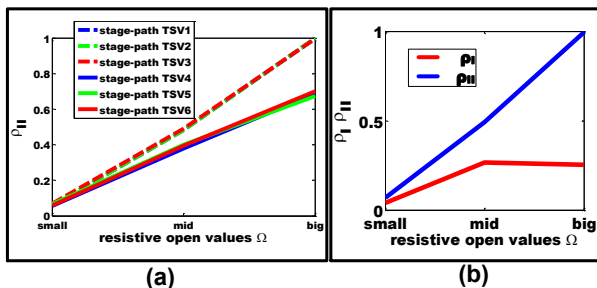 stage-path TSV1
stage-path TSV2
stage-path TSV3
stage-path TSV4
stage-path TSV5
stage-path TSV6
1
0.8
0.6
0.4
0.2
0
ρII
small mid big
resistive open values Ω
(a)
ρI
ρII
1
0.5
0
ρI ρII
small mid big
resistive open values Ω
(b)